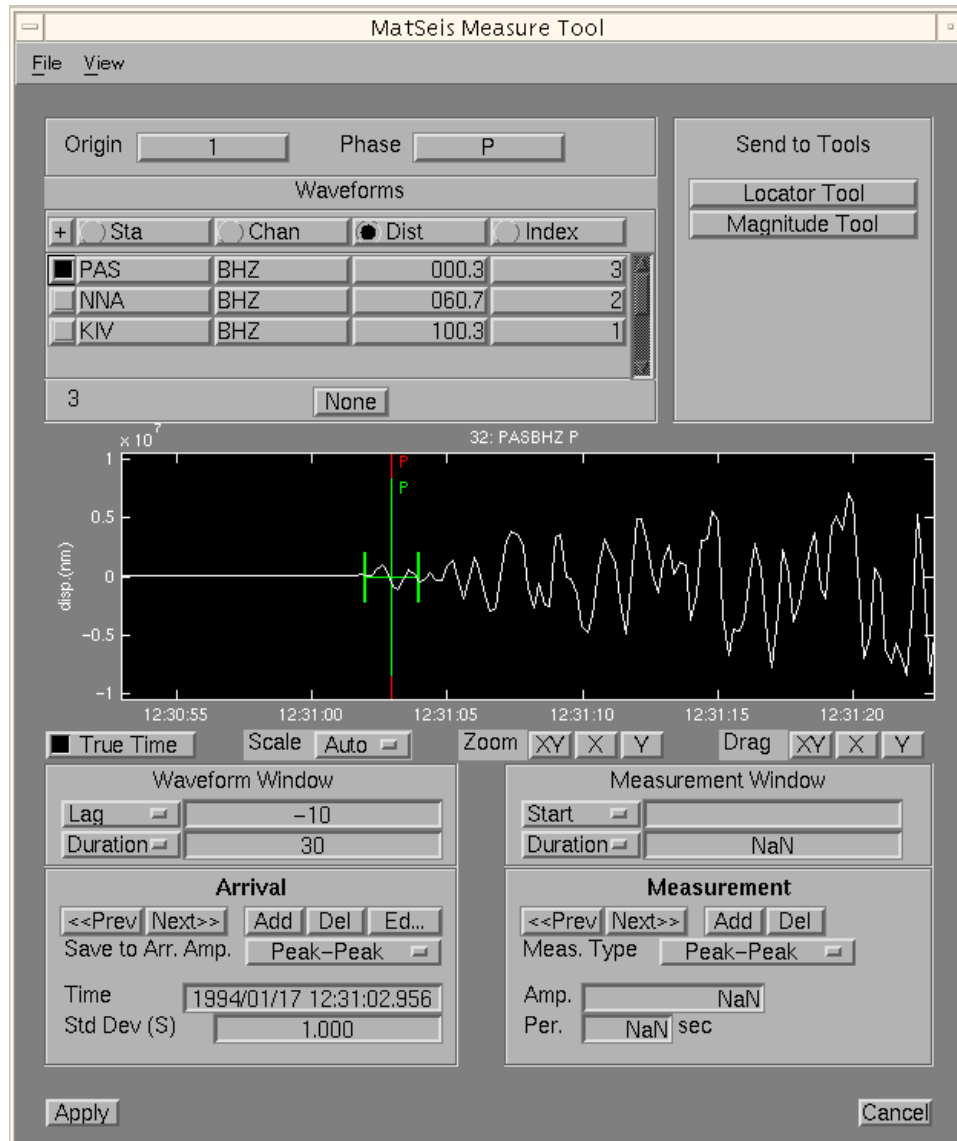 MatSeis Measure Tool
File View
Origin 1 Phase P
Send to Tools
Waveforms
Locator Tool
+ Sta Chan Dist Index
Magnitude Tool
PAS BHZ 000.3 3
NNA BHZ 060.7 2
KIV BHZ 100.3 1
3 None
x 10^7
32: PASBHZ P
1
P
P
0.5
0
-0.5
-1
disp.(nm)
12:30:55 12:31:00 12:31:05 12:31:10 12:31:15 12:31:20
True Time Scale Auto Zoom XY X Y Drag XY X Y
Waveform Window
Lag -10
Duration 30
Measurement Window
Start
Duration NaN
Arrival
<<Prev Next>> Add Del Ed...
Save to Arr. Amp. Peak-Peak
Time 1994/01/17 12:31:02.956
Std Dev (S) 1.000
Measurement
<<Prev Next>> Add Del
Meas. Type Peak-Peak
Amp. NaN
Per. NaN sec
Apply Cancel